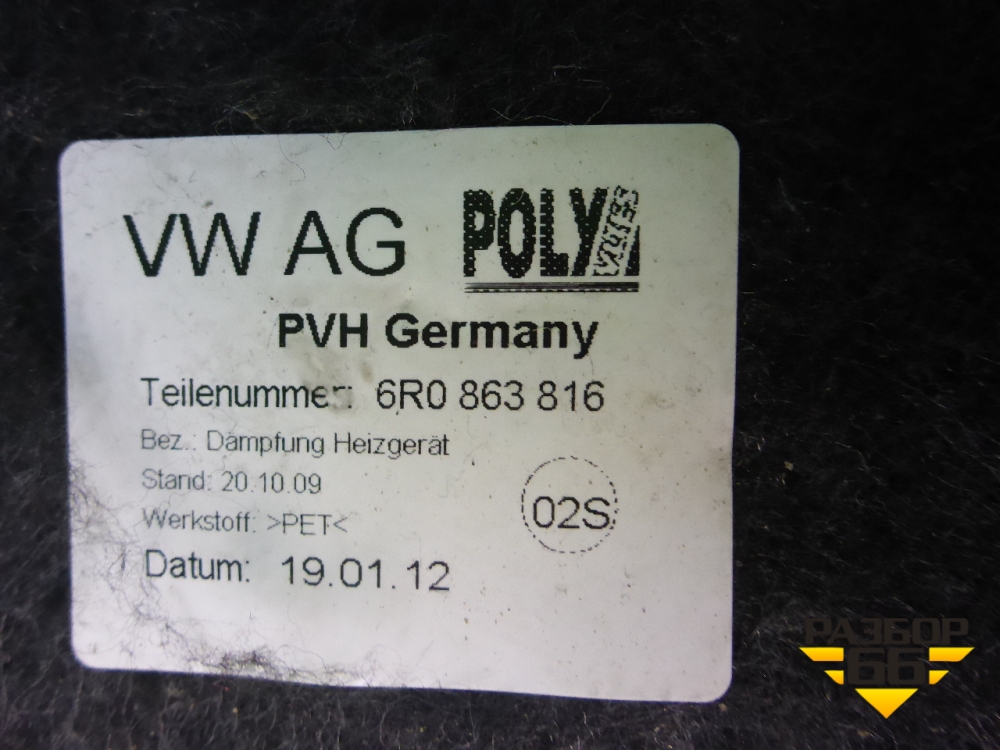 VW AG POLY
PVH Germany
Teilenummer: 6R0 863 816
Bez.: Dämpfung Heizgerät
Stand: 20.10.09
Werkstoff: >PET<
02S
Datum: 19.01.12
РАЗБОР
66